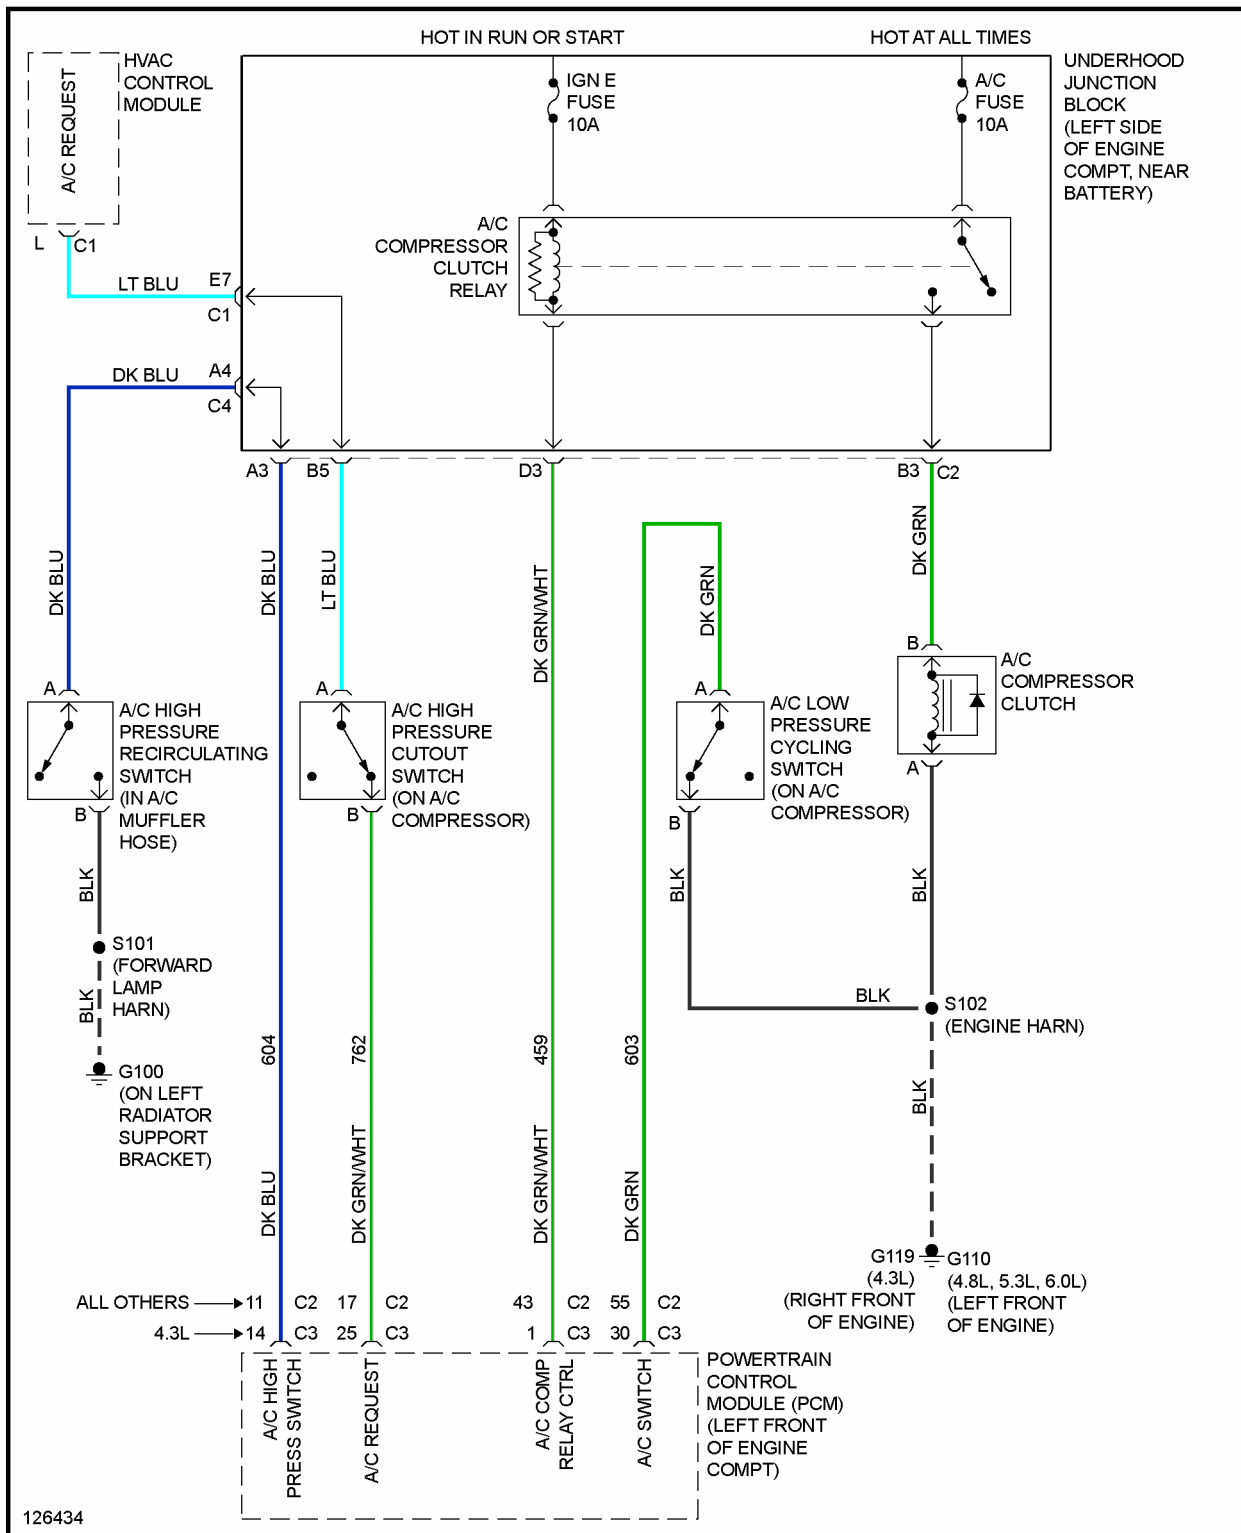 HOT IN RUN OR START
HOT AT ALL TIMES
HVAC
CONTROL
MODULE
A/C REQUEST
L
C1
IGN E
FUSE
10A
A/C
FUSE
10A
UNDERHOOD
JUNCTION
BLOCK
(LEFT SIDE
OF ENGINE
COMPT, NEAR
BATTERY)
A/C
COMPRESSOR
CLUTCH
RELAY
LT BLU
E7
C1
DK BLU
A4
C4
A3
B5
D3
B3
C2
DK BLU
DK BLU
LT BLU
DK GRN/WHT
DK GRN
DK GRN
A
A/C HIGH
PRESSURE
RECIRCULATING
SWITCH
(IN A/C
MUFFLER
HOSE)
B
A
A/C HIGH
PRESSURE
CUTOUT
SWITCH
(ON A/C
COMPRESSOR)
B
A
A/C LOW
PRESSURE
CYCLING
SWITCH
(ON A/C
COMPRESSOR)
B
B
A/C
COMPRESSOR
CLUTCH
A
BLK
BLK
BLK
S101
(FORWARD
LAMP
HARN)
BLK
BLK
S102
(ENGINE HARN)
604
762
459
603
G100
(ON LEFT
RADIATOR
SUPPORT
BRACKET)
BLK
DK BLU
DK GRN/WHT
DK GRN/WHT
DK GRN
G119
(4.3L)
(RIGHT FRONT
OF ENGINE)
G110
(4.8L, 5.3L, 6.0L)
(LEFT FRONT
OF ENGINE)
ALL OTHERS 11 C2 17 C2 43 C2 55 C2
4.3L 14 C3 25 C3 1 C3 30 C3
A/C HIGH
PRESS SWITCH
A/C REQUEST
A/C COMP
RELAY CTRL
A/C SWITCH
POWERTRAIN
CONTROL
MODULE (PCM)
(LEFT FRONT
OF ENGINE
COMPT)
126434